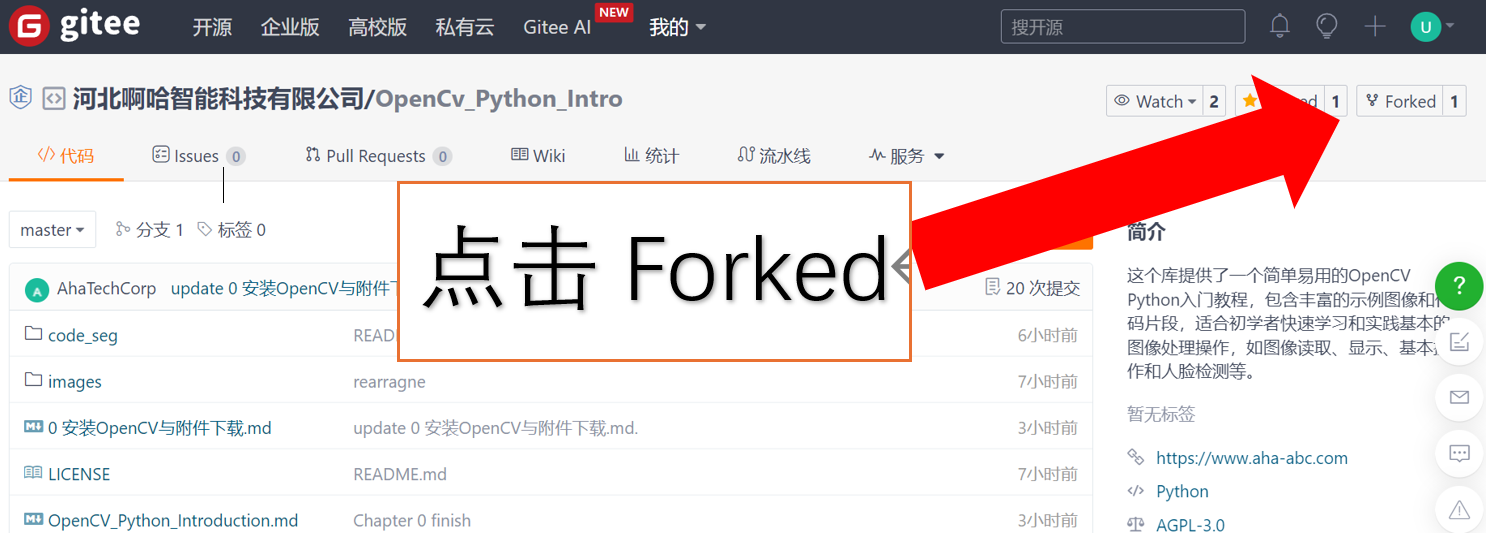 gitee 开源 企业版 高校版 私有云 Gitee AI NEW 我的 搜开源 U
河北啊哈智能科技有限公司/OpenCv_Python_Intro Watch 2 1 Forked 1
代码 Issues 0 Pull Requests 0 Wiki 统计 流水线 服务
master 分支 1 标签 0
点击 Forked
简介
AhaTechCorp update 0 安装OpenCV与附件下 20 次提交
这个库提供了一个简单易用的OpenCV
Python入门教程，包含丰富的示例图像和代
码片段，适合初学者快速学习和实践基本的
图像处理操作，如图像读取、显示、基本
作和人脸检测等。
code_seg 6小时前
images rearragne 7小时前
0 安装OpenCV与附件下载.md update 0 安装OpenCV与附件下载.md. 3小时前
LICENSE README.md 7小时前
OpenCV_Python_Introduction.md Chapter 0 finish 3小时前
暂无标签
https://www.aha-abc.com
Python
AGPL-3.0